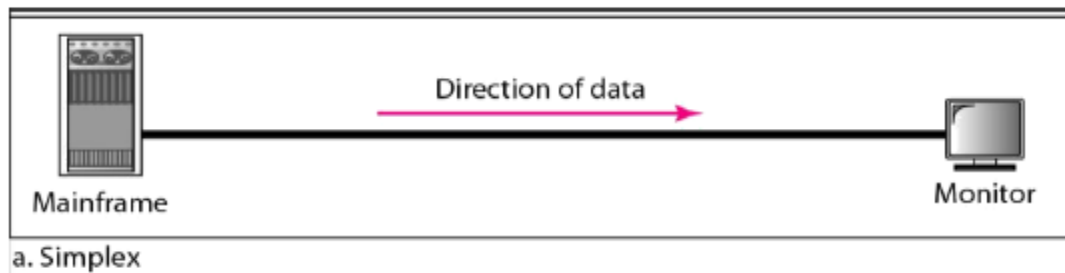 Direction of data
Mainframe
Monitor
a. Simplex